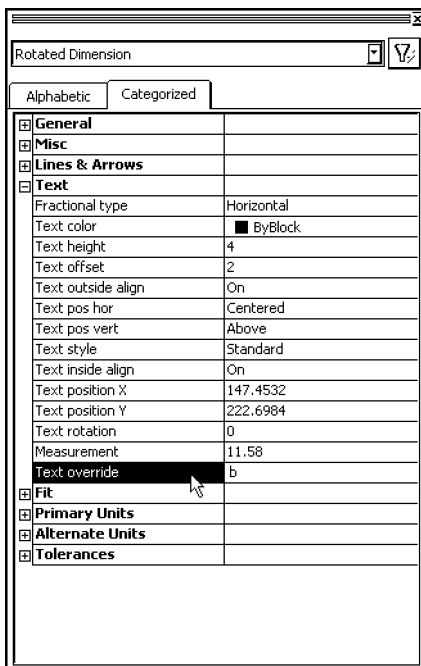 Rotated Dimension
Alphabetic Categorized
General
Misc
Lines & Arrows
Text
Fractional type Horizontal
Text color ByBlock
Text height 4
Text offset 2
Text outside align On
Text pos hor Centered
Text pos vert Above
Text style Standard
Text inside align On
Text position X 147.4532
Text position Y 222.6984
Text rotation 0
Measurement 11.58
Text override b
Fit
Primary Units
Alternate Units
Tolerances